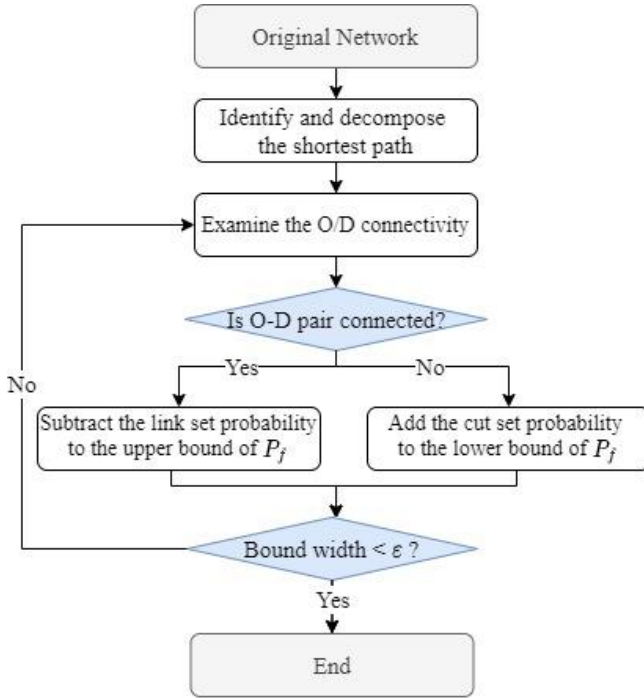 Original Network
Identify and decompose
the shortest path
Examine the O/D connectivity
Is O-D pair connected?
Yes
No
No
Subtract the link set probability
to the upper bound of P_f
Add the cut set probability
to the lower bound of P_f
Bound width < ε ?
Yes
End